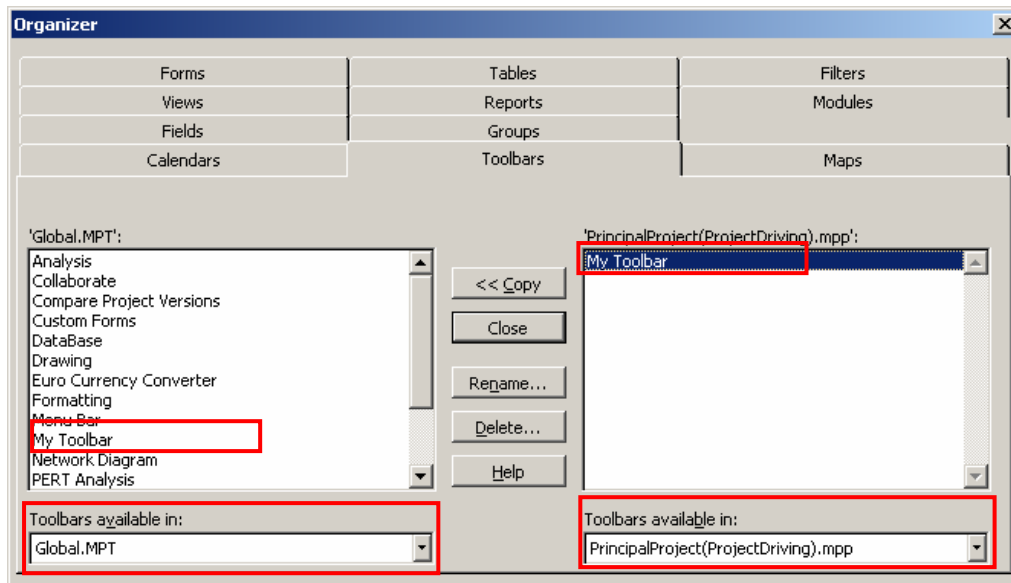 Organizer
Forms Tables Filters
Views Reports Modules
Fields Groups
Calendars Toolbars Maps
'Global.MPT':
Analysis
Collaborate
Compare Project Versions
Custom Forms
DataBase
Drawing
Euro Currency Converter
Formatting
Menu Bar
My Toolbar
Network Diagram
PERT Analysis
Toolbars available in:
Global.MPT
<< Copy
Close
Rename...
Delete...
Help
'PrincipalProject(ProjectDriving).mpp':
My Toolbar
Toolbars available in:
PrincipalProject(ProjectDriving).mpp